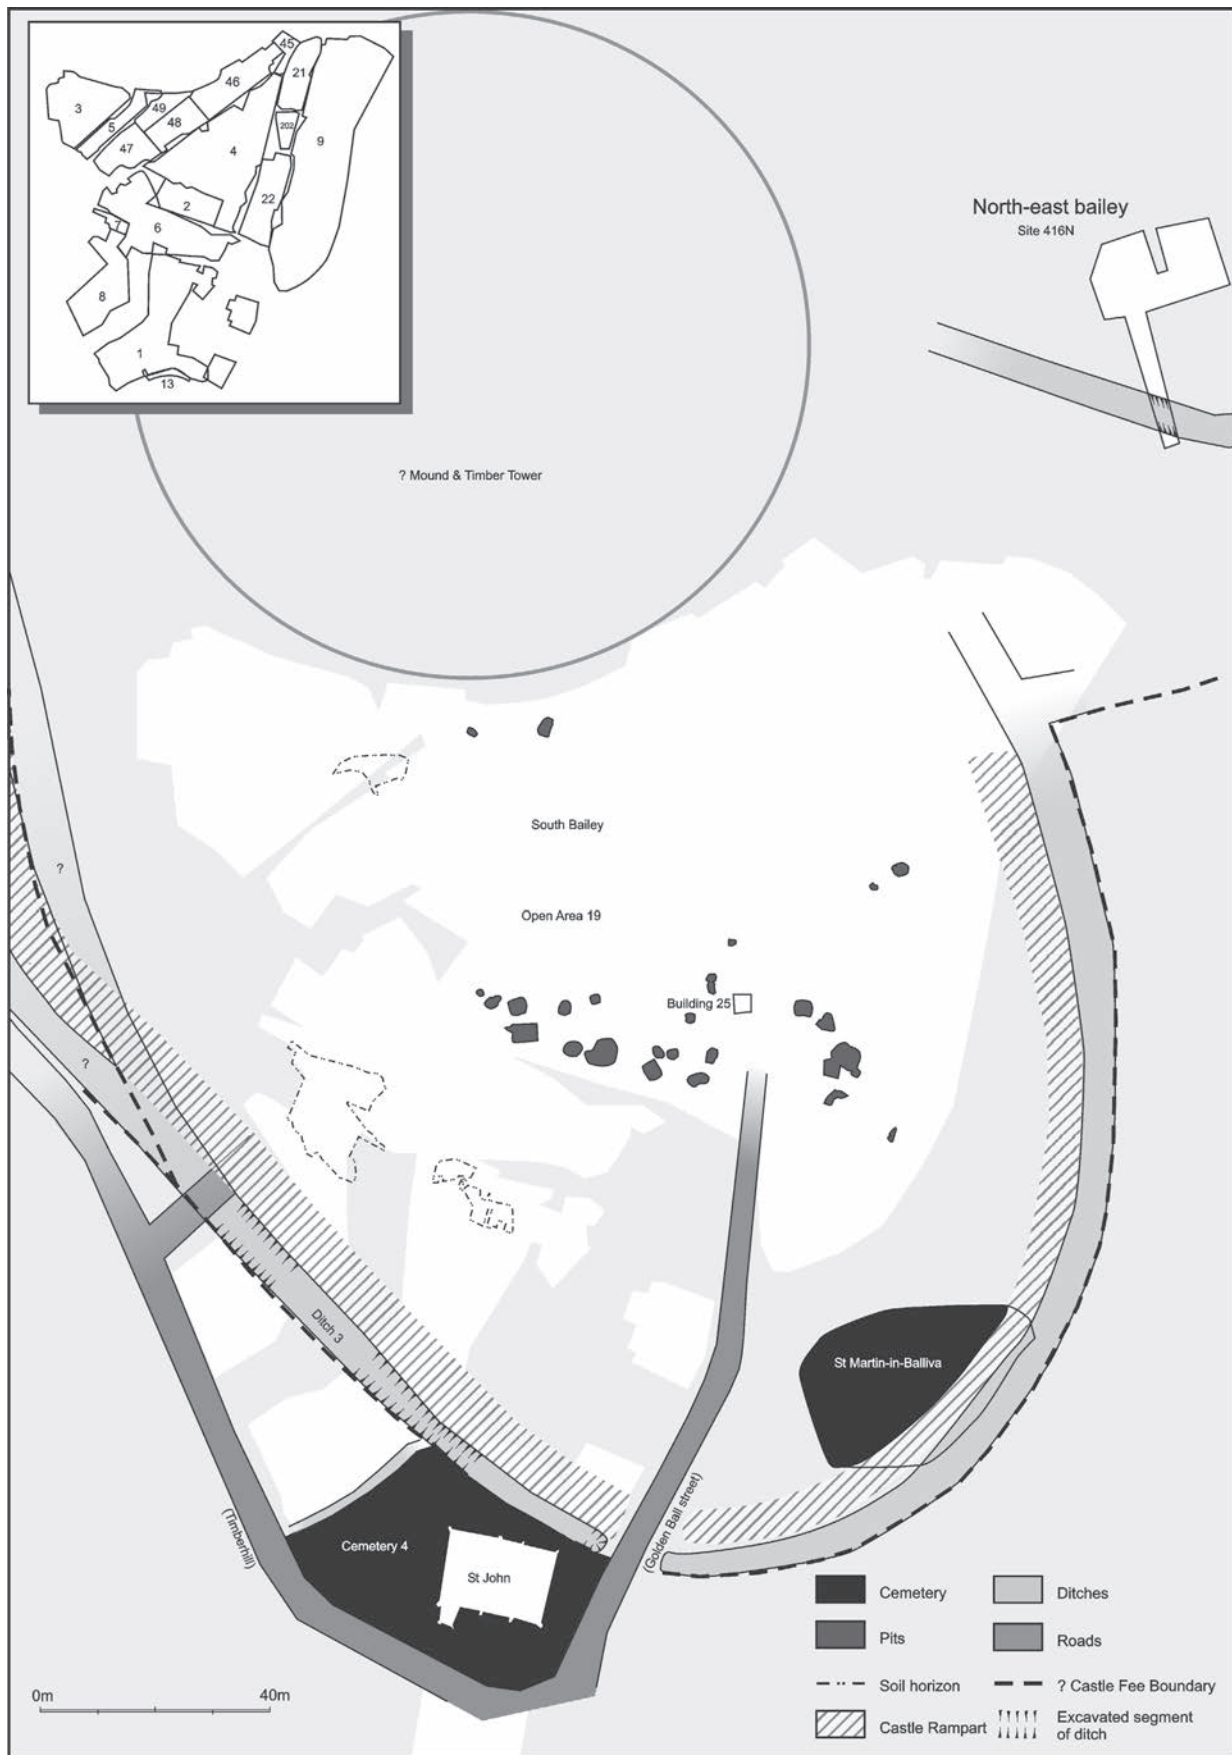 45
46
21
3
49
5
48
202
47
4
9
2
22
7
6
8
1
13
North-east bailey
Site 416N
? Mound & Timber Tower
South Bailey
?
Open Area 19
Building 25
?
Ditch 3
St Martin-in-Balliva
(Timberhill)
(Golden Ball street)
Cemetery 4
St John
Cemetery
Ditches
Pits
Roads
Soil horizon
? Castle Fee Boundary
Castle Rampart
Excavated segment
of ditch
0m
40m